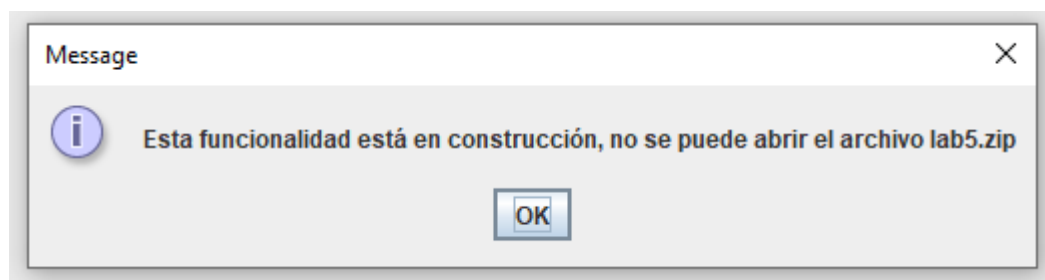 Message
Esta funcionalidad está en construcción, no se puede abrir el archivo lab5.zip
OK